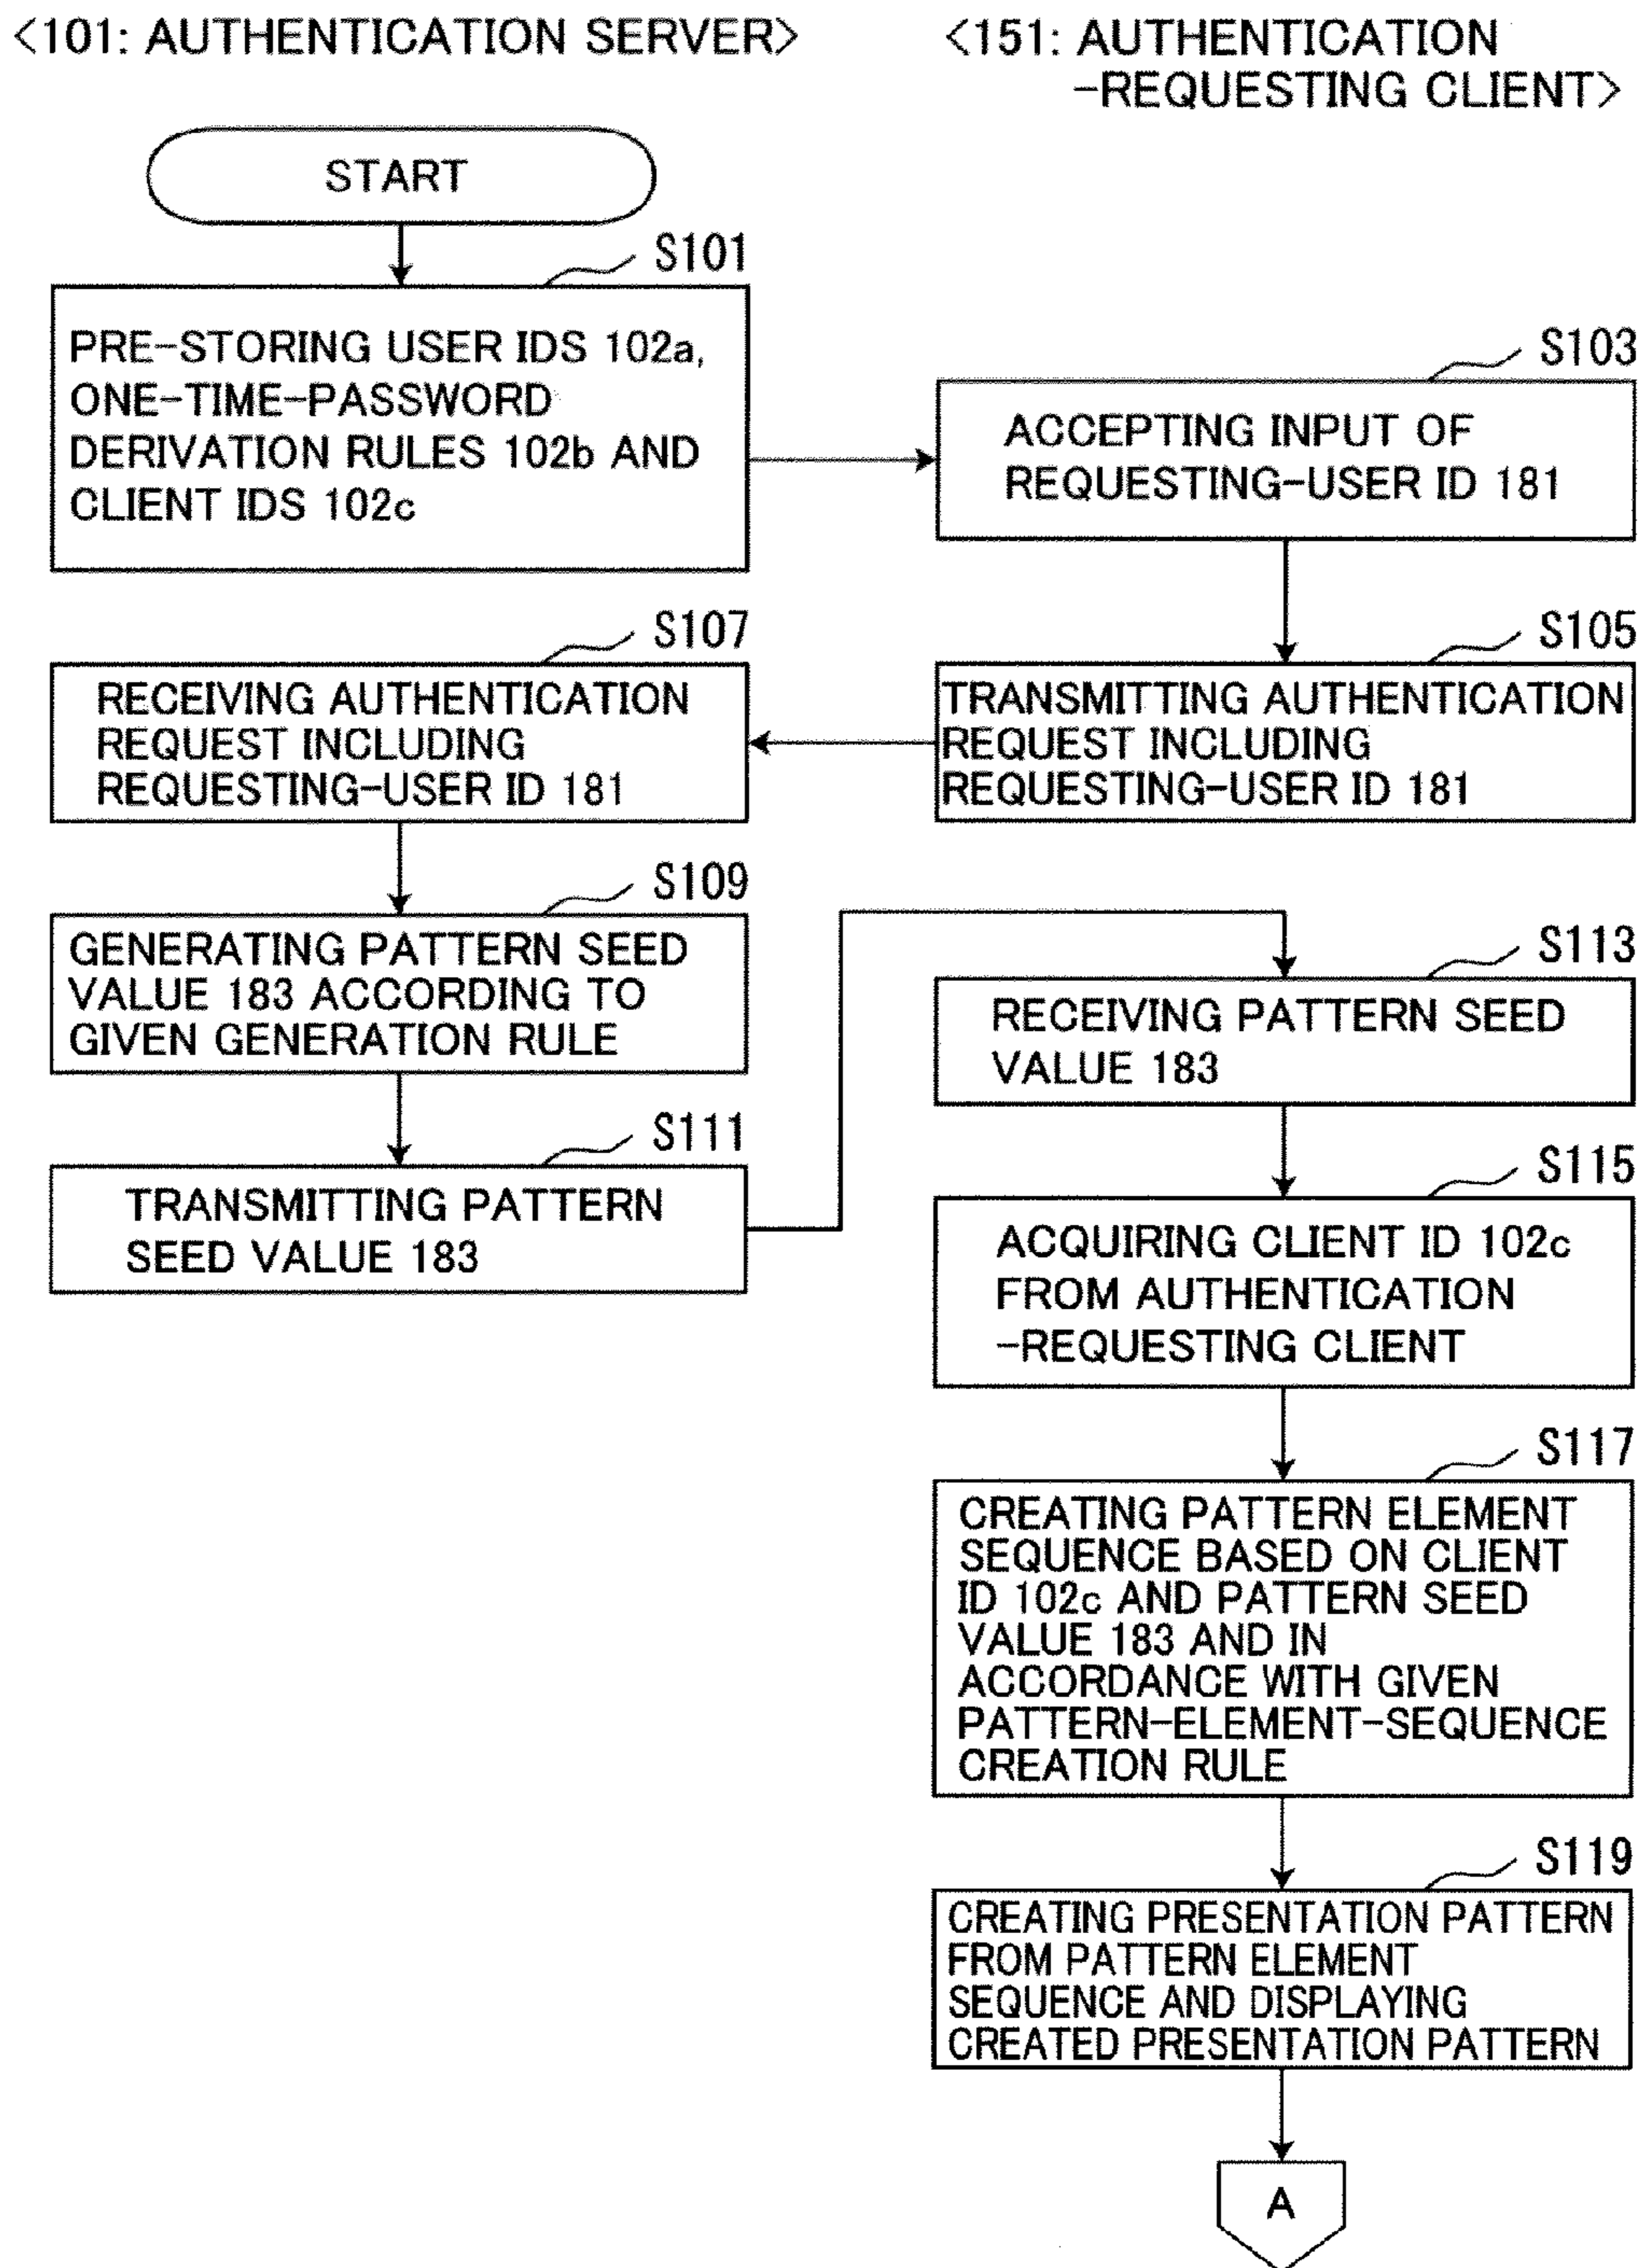 <101: AUTHENTICATION SERVER>
<151: AUTHENTICATION
-REQUESTING CLIENT>
START
S101
PRE-STORING USER IDS 102a,
ONE-TIME-PASSWORD
DERIVATION RULES 102b AND
CLIENT IDS 102c
S103
ACCEPTING INPUT OF
REQUESTING-USER ID 181
S105
TRANSMITTING AUTHENTICATION
REQUEST INCLUDING
REQUESTING-USER ID 181
S107
RECEIVING AUTHENTICATION
REQUEST INCLUDING
REQUESTING-USER ID 181
S109
GENERATING PATTERN SEED
VALUE 183 ACCORDING TO
GIVEN GENERATION RULE
S111
TRANSMITTING PATTERN
SEED VALUE 183
S113
RECEIVING PATTERN SEED
VALUE 183
S115
ACQUIRING CLIENT ID 102c
FROM AUTHENTICATION
-REQUESTING CLIENT
S117
CREATING PATTERN ELEMENT
SEQUENCE BASED ON CLIENT
ID 102c AND PATTERN SEED
VALUE 183 AND IN
ACCORDANCE WITH GIVEN
PATTERN-ELEMENT-SEQUENCE
CREATION RULE
S119
CREATING PRESENTATION PATTERN
FROM PATTERN ELEMENT
SEQUENCE AND DISPLAYING
CREATED PRESENTATION PATTERN
A